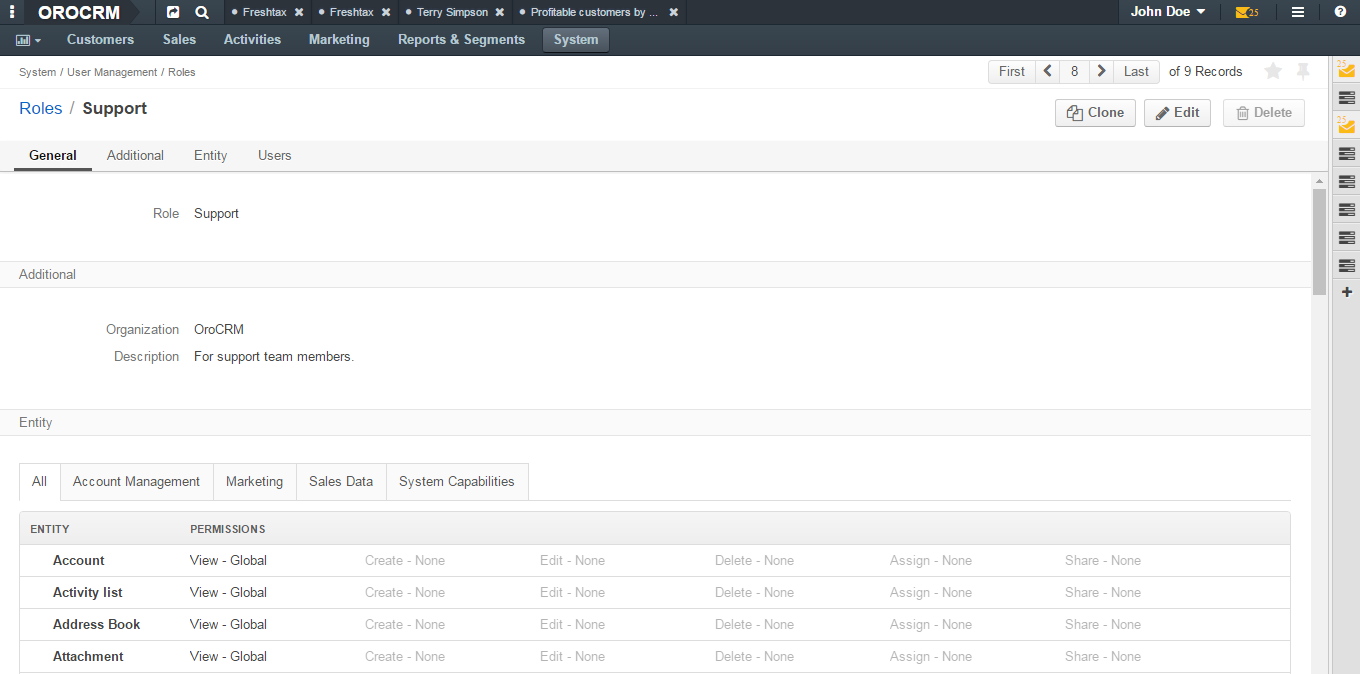 OROCRM Freshtax Freshtax Terry Simpson Profitable customers by ... John Doe 25
Customers Sales Activities Marketing Reports & Segments System
System / User Management / Roles First 8 Last of 9 Records 25
Roles / Support Clone Edit Delete
25
General Additional Entity Users
Role Support
Additional
Organization OroCRM
Description For support team members.
Entity
All Account Management Marketing Sales Data System Capabilities
ENTITY PERMISSIONS
Account View - Global Create - None Edit - None Delete - None Assign - None Share - None
Activity list View - Global Create - None Edit - None Delete - None Assign - None Share - None
Address Book View - Global Create - None Edit - None Delete - None Assign - None Share - None
Attachment View - Global Create - None Edit - None Delete - None Assign - None Share - None